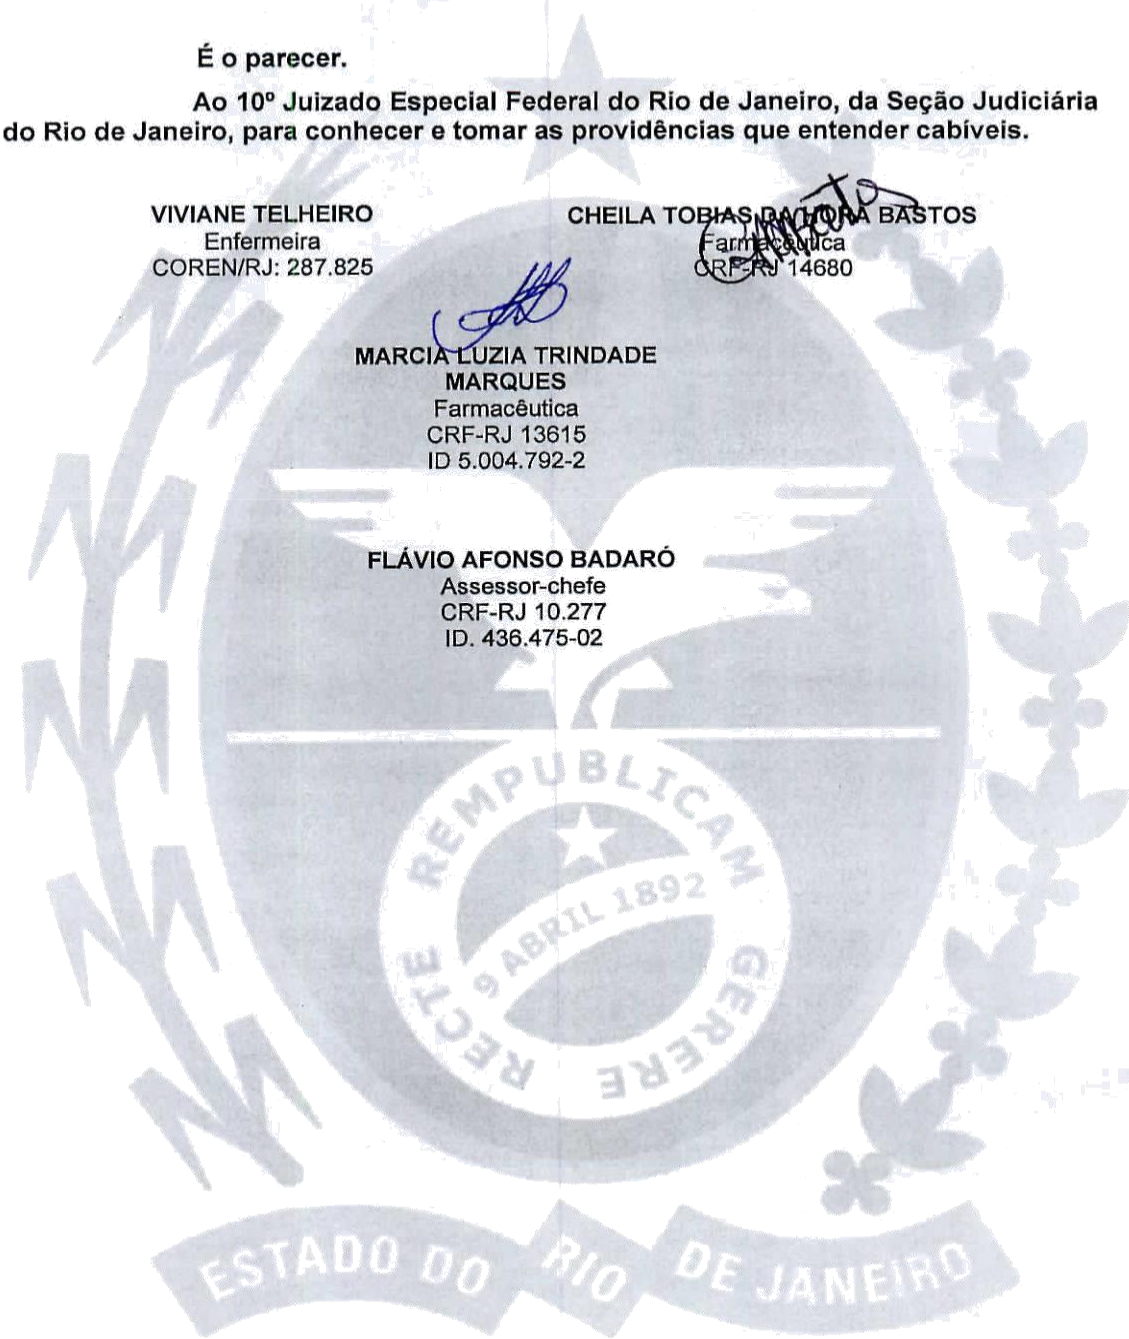 É o parecer.
Ao 10º Juizado Especial Federal do Rio de Janeiro, da Seção Judiciária
do Rio de Janeiro, para conhecer e tomar as providências que entender cabíveis.
VIVIANE TELHEIRO
Enfermeira
COREN/RJ: 287.825
CHEILA TOBIAS DA HORA BASTOS
Farmacêutica
CRF-RJ 14680
MARCIA LUZIA TRINDADE
MARQUES
Farmacêutica
CRF-RJ 13615
ID 5.004.792-2
FLÁVIO AFONSO BADARÓ
Assessor-chefe
CRF-RJ 10.277
ID. 436.475-02
RECTE REMPUBLICAM GERERE
9 ABRIL 1892
ESTADO DO RIO DE JANEIRO